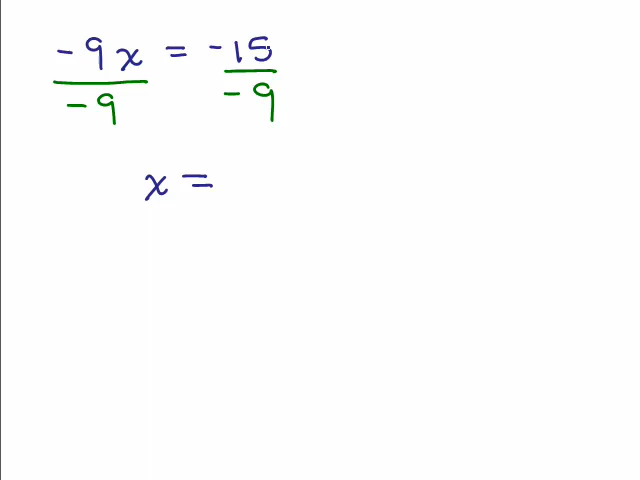 -9x = -15
-9 -9
x =